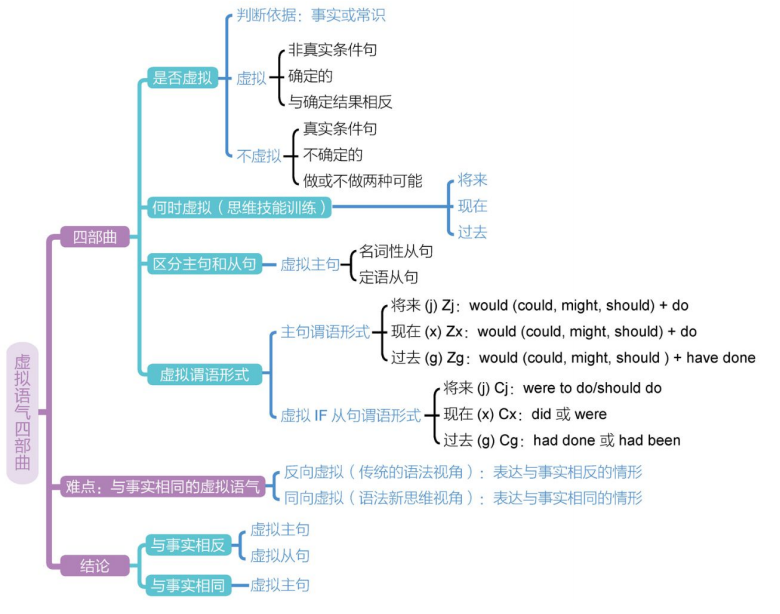 虚拟语气四部曲
四部曲
是否虚拟
判断依据：事实或常识
虚拟
非真实条件句
确定的
与确定结果相反
不虚拟
真实条件句
不确定的
做或不做两种可能
何时虚拟（思维技能训练）
将来
现在
过去
区分主句和从句
虚拟主句
名词性从句
定语从句
虚拟谓语形式
主句谓语形式
将来 (j) Zj：would (could, might, should) + do
现在 (x) Zx：would (could, might, should) + do
过去 (g) Zg：would (could, might, should ) + have done
虚拟 IF 从句谓语形式
将来 (j) Cj：were to do/should do
现在 (x) Cx：did 或 were
过去 (g) Cg：had done 或 had been
难点：与事实相同的虚拟语气
反向虚拟（传统的语法视角）：表达与事实相反的情形
同向虚拟（语法新思维视角）：表达与事实相同的情形
结论
与事实相反
虚拟主句
虚拟从句
与事实相同
虚拟主句